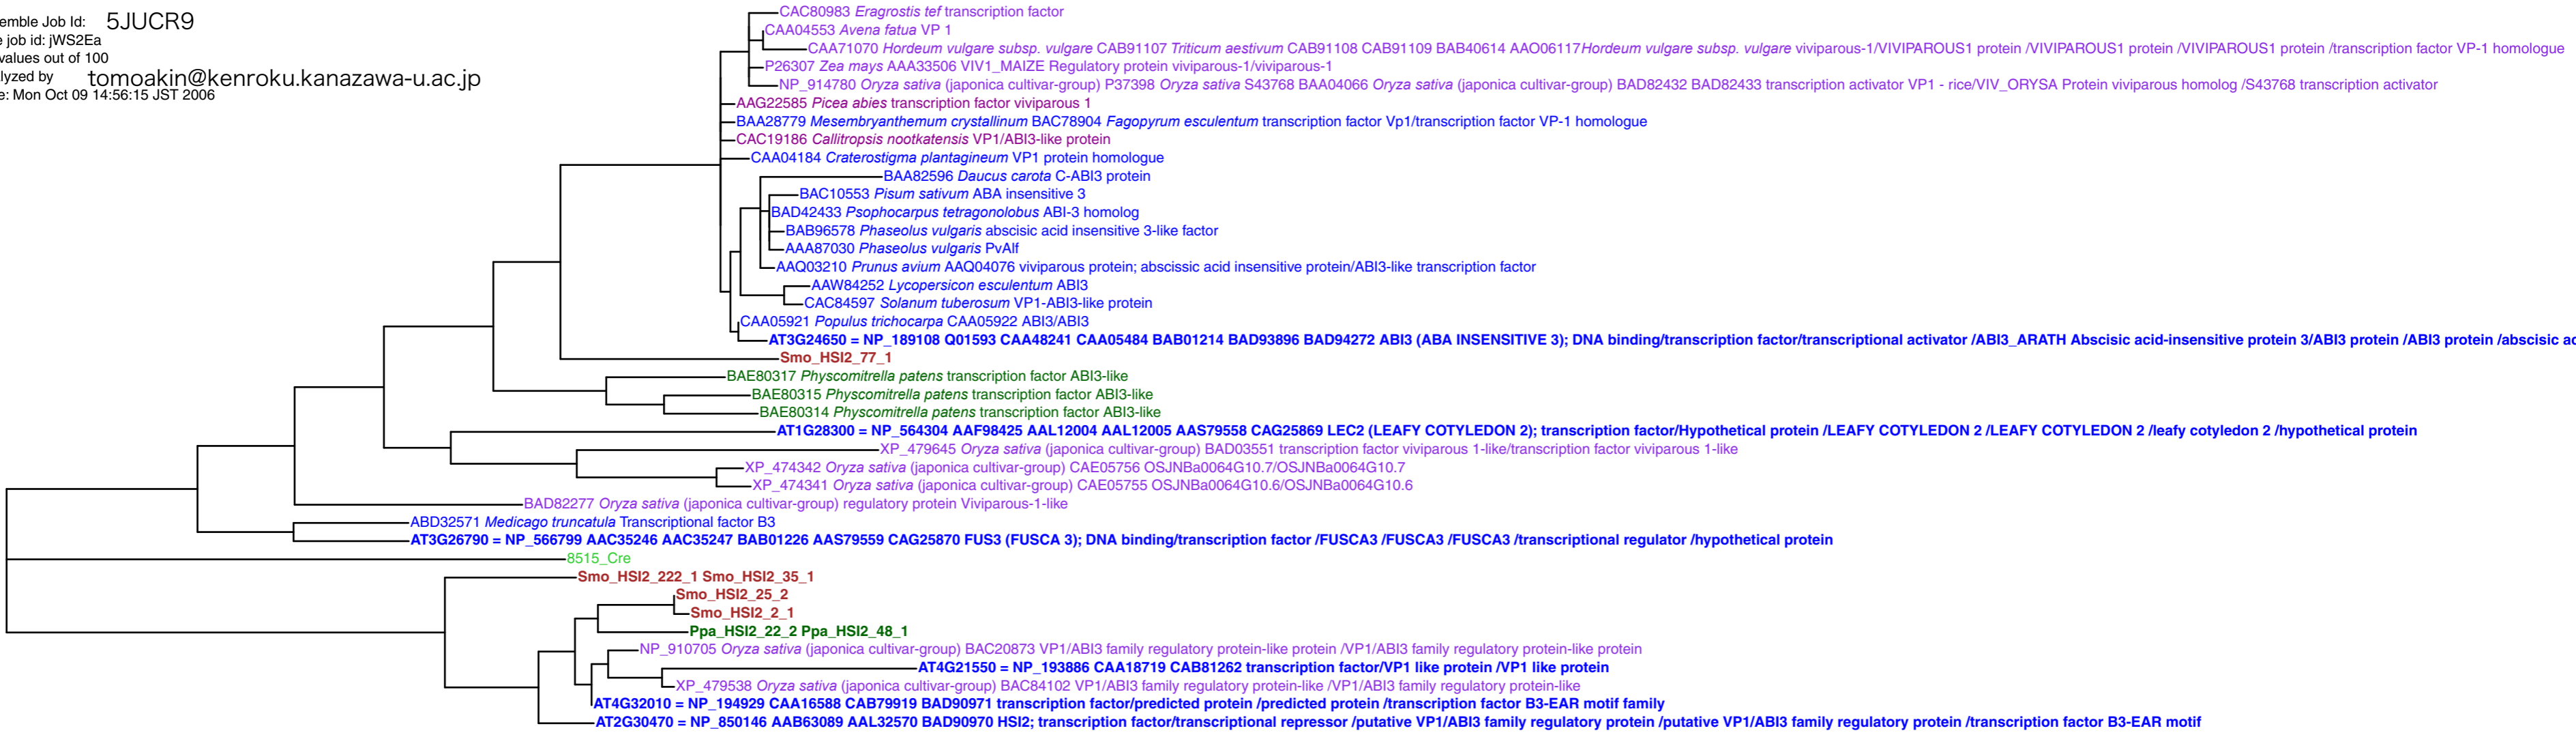 emble Job Id: 5JUCR9
e job id: jWS2Ea
values out of 100
lyzed by tomoakin@kenroku.kanazawa-u.ac.jp
e: Mon Oct 09 14:56:15 JST 2006
CAC80983 Eragrostis tef transcription factor
CAA04553 Avena fatua VP 1
CAA71070 Hordeum vulgare subsp. vulgare CAB91107 Triticum aestivum CAB91108 CAB91109 BAB40614 AAO06117Hordeum vulgare subsp. vulgare viviparous-1/VIVIPAROUS1 protein /VIVIPAROUS1 protein /VIVIPAROUS1 protein /transcription factor VP-1 homologue
P26307 Zea mays AAA33506 VIV1_MAIZE Regulatory protein viviparous-1/viviparous-1
NP_914780 Oryza sativa (japonica cultivar-group) P37398 Oryza sativa S43768 BAA04066 Oryza sativa (japonica cultivar-group) BAD82432 BAD82433 transcription activator VP1 - rice/VIV_ORYSA Protein viviparous homolog /S43768 transcription activator
AAG22585 Picea abies transcription factor viviparous 1
BAA28779 Mesembryanthemum crystallinum BAC78904 Fagopyrum esculentum transcription factor Vp1/transcription factor VP-1 homologue
CAC19186 Callitropsis nootkatensis VP1/ABI3-like protein
CAA04184 Craterostigma plantagineum VP1 protein homologue
BAA82596 Daucus carota C-ABI3 protein
BAC10553 Pisum sativum ABA insensitive 3
BAD42433 Psophocarpus tetragonolobus ABI-3 homolog
BAB96578 Phaseolus vulgaris abscisic acid insensitive 3-like factor
AAA87030 Phaseolus vulgaris PvAlf
AAQ03210 Prunus avium AAQ04076 viviparous protein; abscissic acid insensitive protein/ABI3-like transcription factor
AAW84252 Lycopersicon esculentum ABI3
CAC84597 Solanum tuberosum VP1-ABI3-like protein
CAA05921 Populus trichocarpa CAA05922 ABI3/ABI3
AT3G24650 = NP_189108 Q01593 CAA48241 CAA05484 BAB01214 BAD93896 BAD94272 ABI3 (ABA INSENSITIVE 3); DNA binding/transcription factor/transcriptional activator /ABI3_ARATH Abscisic acid-insensitive protein 3/ABI3 protein /ABI3 protein /abscisic ac
Smo_HSI2_77_1
BAE80317 Physcomitrella patens transcription factor ABI3-like
BAE80315 Physcomitrella patens transcription factor ABI3-like
BAE80314 Physcomitrella patens transcription factor ABI3-like
AT1G28300 = NP_564304 AAF98425 AAL12004 AAL12005 AAS79558 CAG25869 LEC2 (LEAFY COTYLEDON 2); transcription factor/Hypothetical protein /LEAFY COTYLEDON 2 /LEAFY COTYLEDON 2 /leafy cotyledon 2 /hypothetical protein
XP_479645 Oryza sativa (japonica cultivar-group) BAD03551 transcription factor viviparous 1-like/transcription factor viviparous 1-like
XP_474342 Oryza sativa (japonica cultivar-group) CAE05756 OSJNBa0064G10.7/OSJNBa0064G10.7
XP_474341 Oryza sativa (japonica cultivar-group) CAE05755 OSJNBa0064G10.6/OSJNBa0064G10.6
BAD82277 Oryza sativa (japonica cultivar-group) regulatory protein Viviparous-1-like
ABD32571 Medicago truncatula Transcriptional factor B3
AT3G26790 = NP_566799 AAC35246 AAC35247 BAB01226 AAS79559 CAG25870 FUS3 (FUSCA 3); DNA binding/transcription factor /FUSCA3 /FUSCA3 /FUSCA3 /transcriptional regulator /hypothetical protein
8515_Cre
Smo_HSI2_222_1 Smo_HSI2_35_1
Smo_HSI2_25_2
Smo_HSI2_2_1
Ppa_HSI2_22_2 Ppa_HSI2_48_1
NP_910705 Oryza sativa (japonica cultivar-group) BAC20873 VP1/ABI3 family regulatory protein-like protein /VP1/ABI3 family regulatory protein-like protein
AT4G21550 = NP_193886 CAA18719 CAB81262 transcription factor/VP1 like protein /VP1 like protein
XP_479538 Oryza sativa (japonica cultivar-group) BAC84102 VP1/ABI3 family regulatory protein-like /VP1/ABI3 family regulatory protein-like
AT4G32010 = NP_194929 CAA16588 CAB79919 BAD90971 transcription factor/predicted protein /predicted protein /transcription factor B3-EAR motif family
AT2G30470 = NP_850146 AAB63089 AAL32570 BAD90970 HSI2; transcription factor/transcriptional repressor /putative VP1/ABI3 family regulatory protein /putative VP1/ABI3 family regulatory protein /transcription factor B3-EAR motif